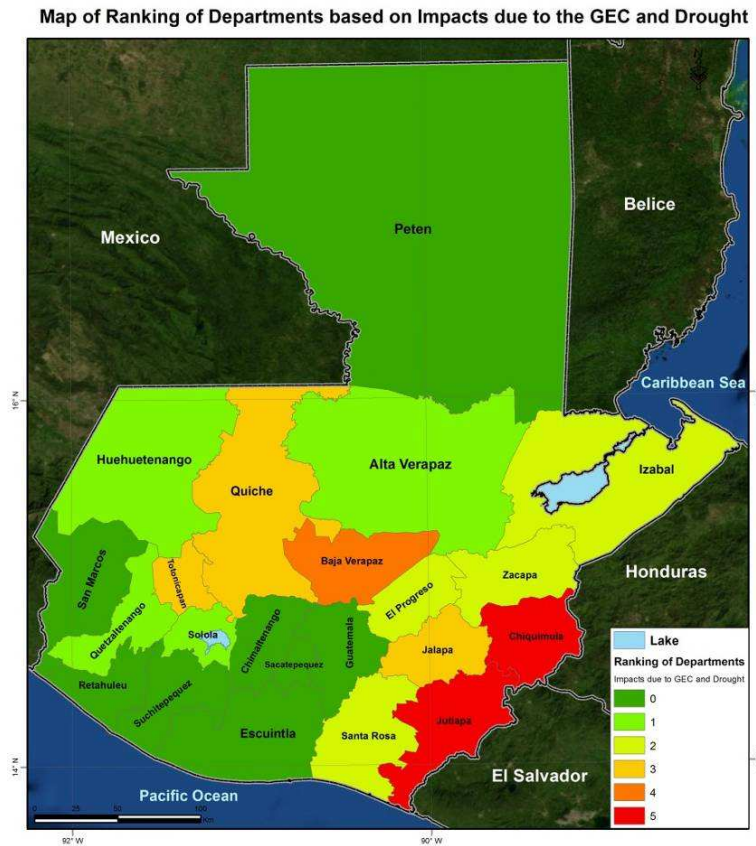 Map of Ranking of Departments based on Impacts due to the GEC and Drought
Belice
Peten
Mexico
Caribbean Sea
16° N
Huehuetenango
Alta Verapaz
Izabal
Quiche
Baja Verapaz
Totonicapan
San Marcos
Zacapa
Honduras
El Progreso
Quetzaltenango
Solola
Chimaltenango
Guatemala
Chiquimula
Lake
Jalapa
Sacatepequez
Ranking of Departments
Impacts due to GEC and Drought
Retahuleu
Suchitepequez
0
Jutiapa
1
Escuintla
Santa Rosa
2
3
14° N
El Salvador
Pacific Ocean
4
0 25 50 100
Km
5
92° W 90° W